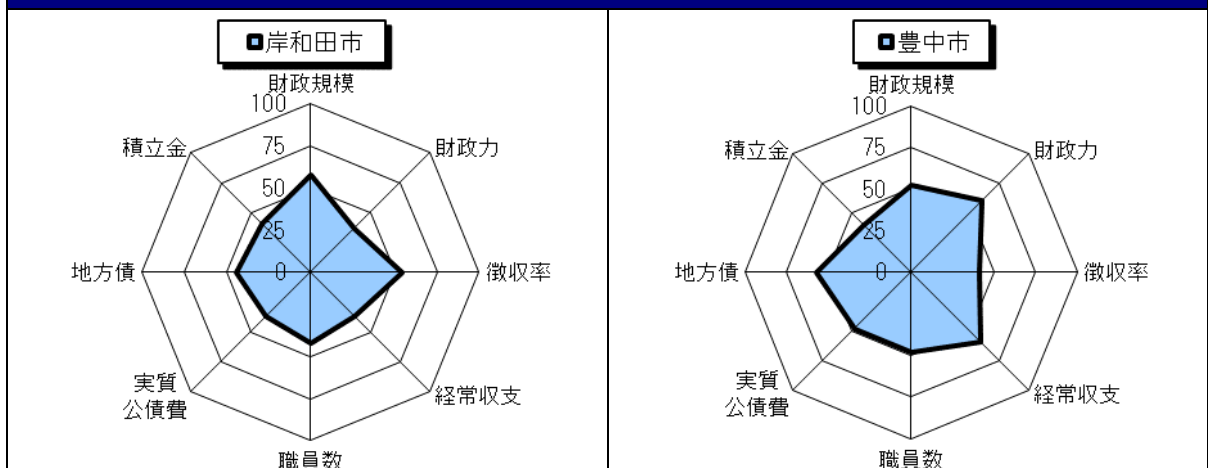 岸和田市
財政規模
100
積立金
75
財政力
50
25
地方債
0
徴収率
実質
公債費
経常収支
職員数
豊中市
財政規模
100
積立金
75
財政力
50
25
地方債
0
徴収率
実質
公債費
経常収支
職員数